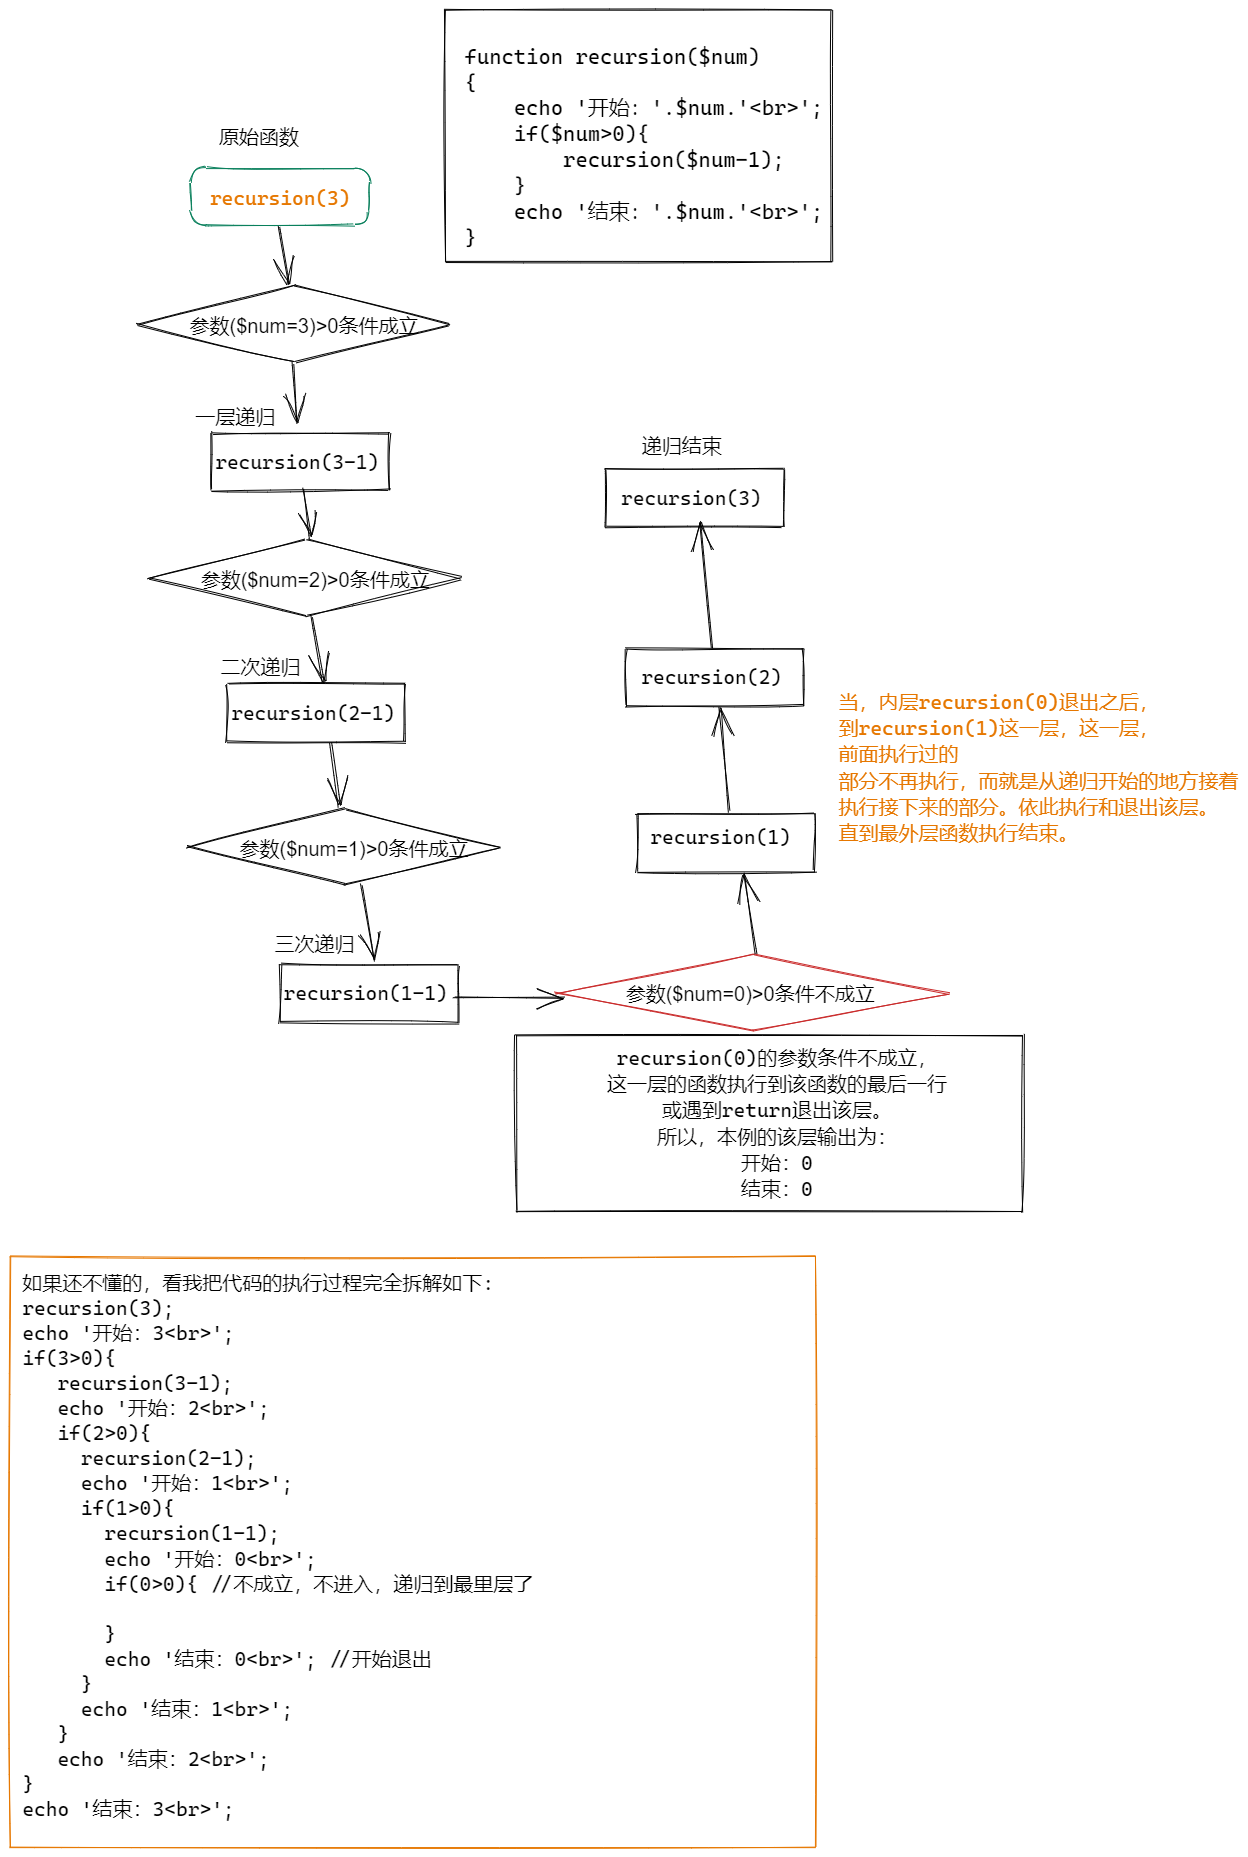 function recursion($num)
{
    echo '开始：'.$num.'<br>';
    if($num>0){
        recursion($num-1);
    }
    echo '结束：'.$num.'<br>';
}
原始函数
recursion(3)
参数($num=3)>0条件成立
一层递归
recursion(3-1)
参数($num=2)>0条件成立
二次递归
recursion(2-1)
参数($num=1)>0条件成立
三次递归
recursion(1-1)
参数($num=0)>0条件不成立
recursion(0)的参数条件不成立，
这一层的函数执行到该函数的最后一行
或遇到return退出该层。
所以，本例的该层输出为：
开始：0
结束：0
recursion(1)
recursion(2)
递归结束
recursion(3)
当，内层recursion(0)退出之后，
到recursion(1)这一层，这一层，
前面执行过的
部分不再执行，而就是从递归开始的地方接着
执行接下来的部分。依此执行和退出该层。
直到最外层函数执行结束。
如果还不懂的，看我把代码的执行过程完全拆解如下：
recursion(3);
echo '开始：3<br>';
if(3>0){
   recursion(3-1);
   echo '开始：2<br>';
   if(2>0){
     recursion(2-1);
     echo '开始：1<br>';
     if(1>0){
       recursion(1-1);
       echo '开始：0<br>';
       if(0>0){ //不成立，不进入，递归到最里层了
       }
       echo '结束：0<br>'; //开始退出
     }
     echo '结束：1<br>';
   }
   echo '结束：2<br>';
}
echo '结束：3<br>';